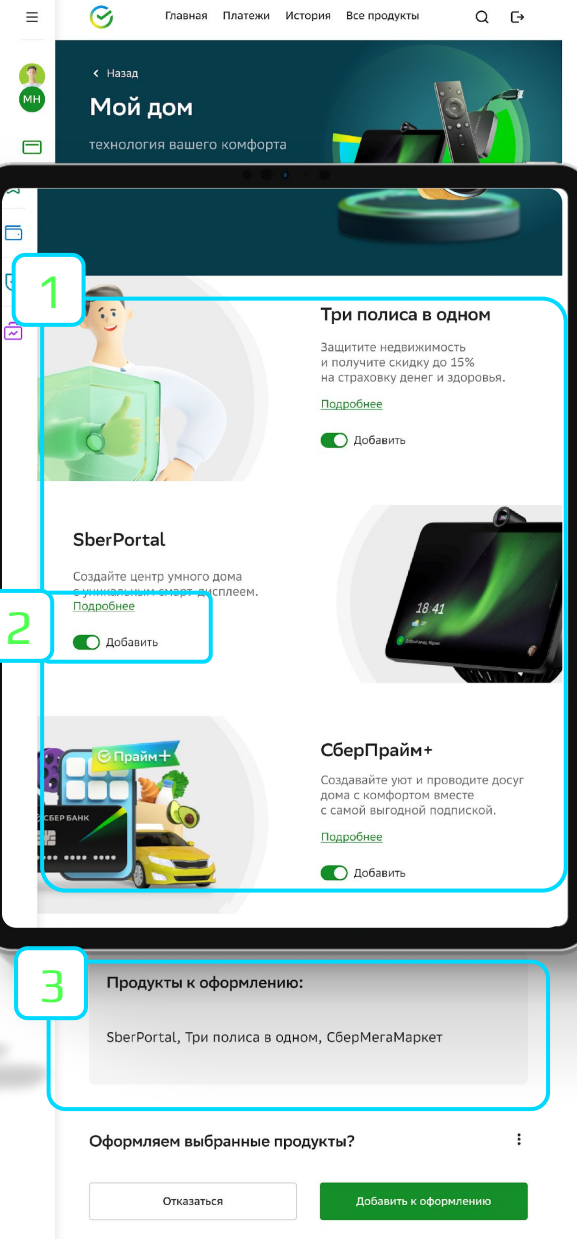 Главная Платежи История Все продукты
Назад
МН
Мой дом
технология вашего комфорта
1
Три полиса в одном
Защитите недвижимость
и получите скидку до 15%
на страховку денег и здоровья.
Подробнее
Добавить
SberPortal
Создайте центр умного дома
с уникальным смарт-дисплеем.
Подробнее
2
Добавить
18:41
Прайм+
СБЕР БАНК
СберПрайм+
Создавайте уют и проводите досуг
дома с комфортом вместе
с самой выгодной подпиской.
Подробнее
Добавить
3
Продукты к оформлению:
SberPortal, Три полиса в одном, СберМегаМаркет
Оформляем выбранные продукты?
Отказаться
Добавить к оформлению